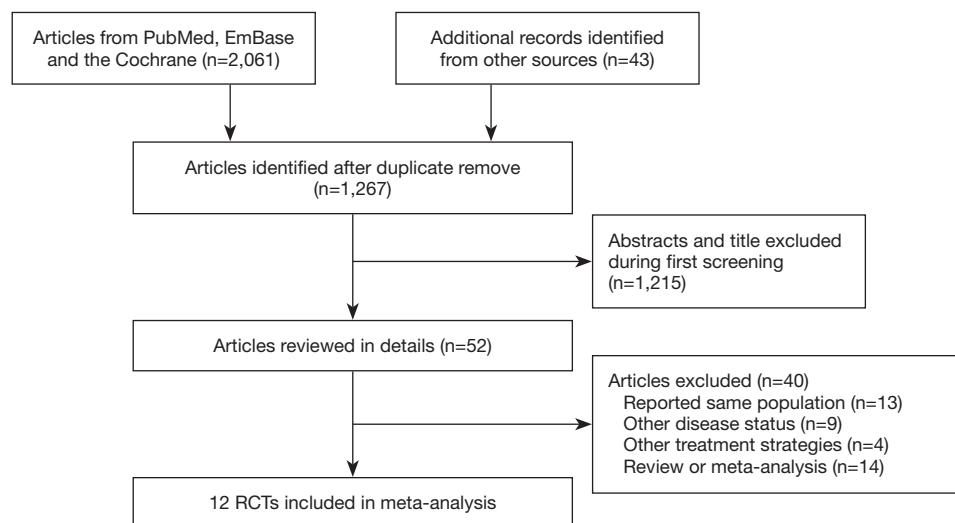 Articles from PubMed, EmBase
and the Cochrane (n=2,061)
Additional records identified
from other sources (n=43)
Articles identified after duplicate remove
(n=1,267)
Abstracts and title excluded
during first screening
(n=1,215)
Articles reviewed in details (n=52)
Articles excluded (n=40)
Reported same population (n=13)
Other disease status (n=9)
Other treatment strategies (n=4)
Review or meta-analysis (n=14)
12 RCTs included in meta-analysis